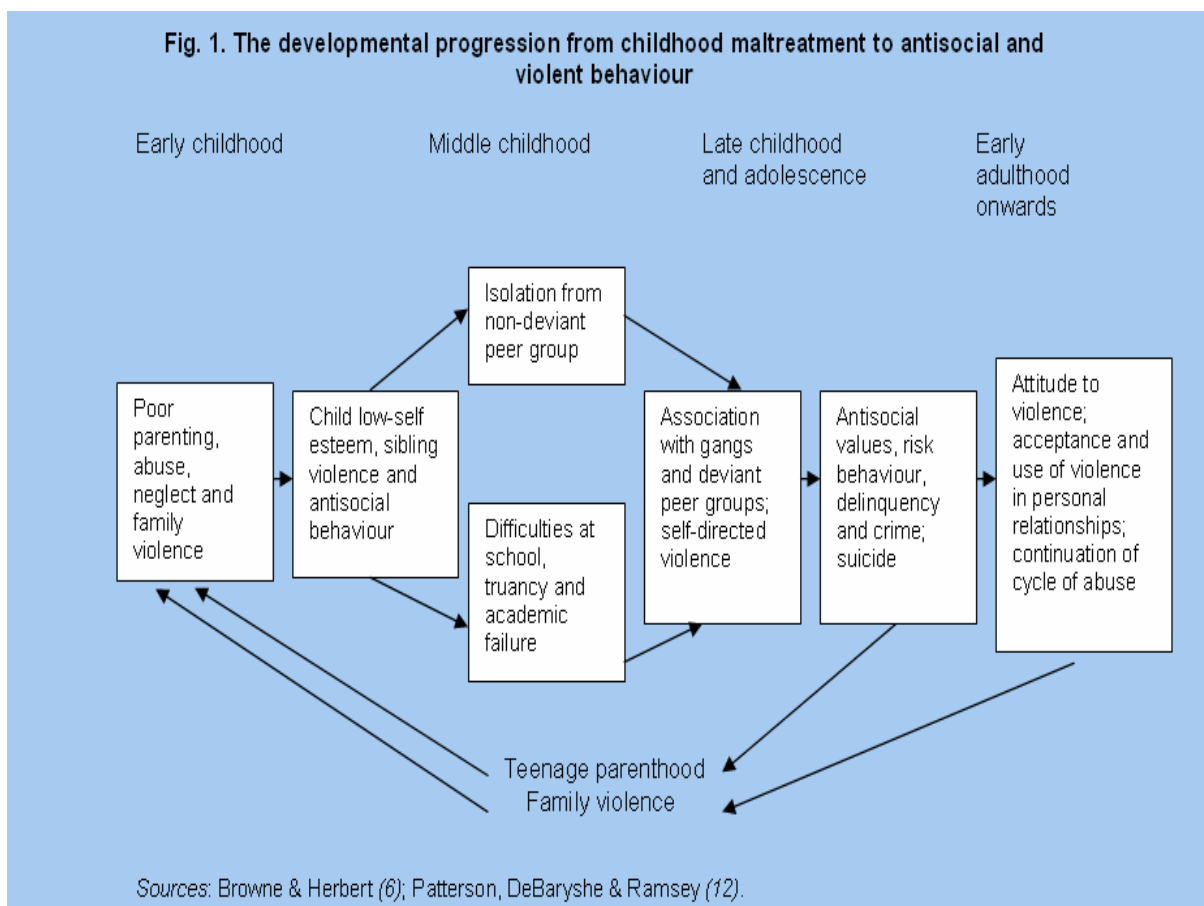 Fig. 1. The developmental progression from childhood maltreatment to antisocial and
violent behaviour
Early childhood
Middle childhood
Late childhood
and adolescence
Early
adulthood
onwards
Poor
parenting,
abuse,
neglect and
family
violence
Child low-self
esteem, sibling
violence and
antisocial
behaviour
Isolation from
non-deviant
peer group
Difficulties at
school,
truancy and
academic
failure
Association
with gangs
and deviant
peer groups;
self-directed
violence
Antisocial
values, risk
behaviour,
delinquency
and crime;
suicide
Attitude to
violence;
acceptance and
use of violence
in personal
relationships;
continuation of
cycle of abuse
Teenage parenthood
Family violence
Sources: Browne & Herbert (6); Patterson, DeBaryshe & Ramsey (12).